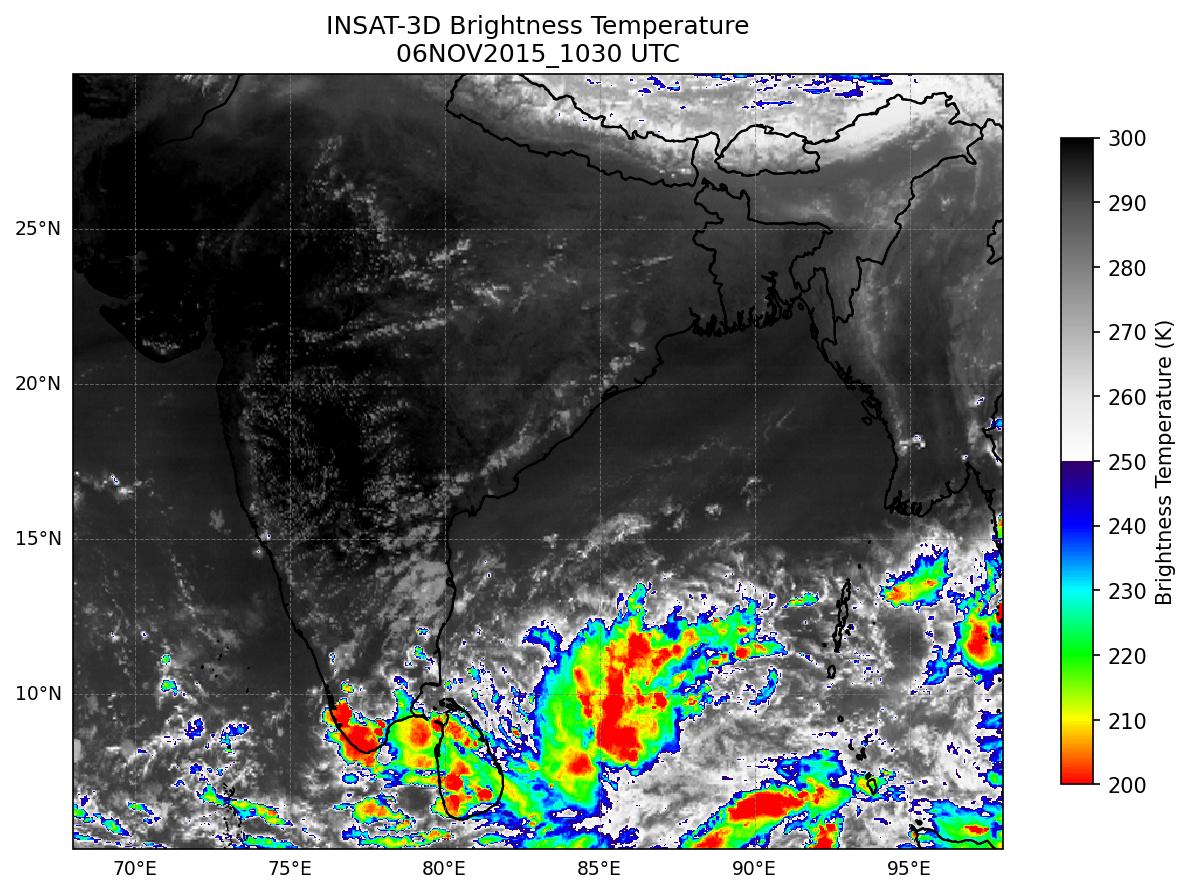 INSAT-3D Brightness Temperature
06NOV2015_1030 UTC
25°N
20°N
15°N
10°N
70°E
75°E
80°E
85°E
90°E
95°E
300
290
280
270
260
250
240
230
220
210
200
Brightness Temperature (K)